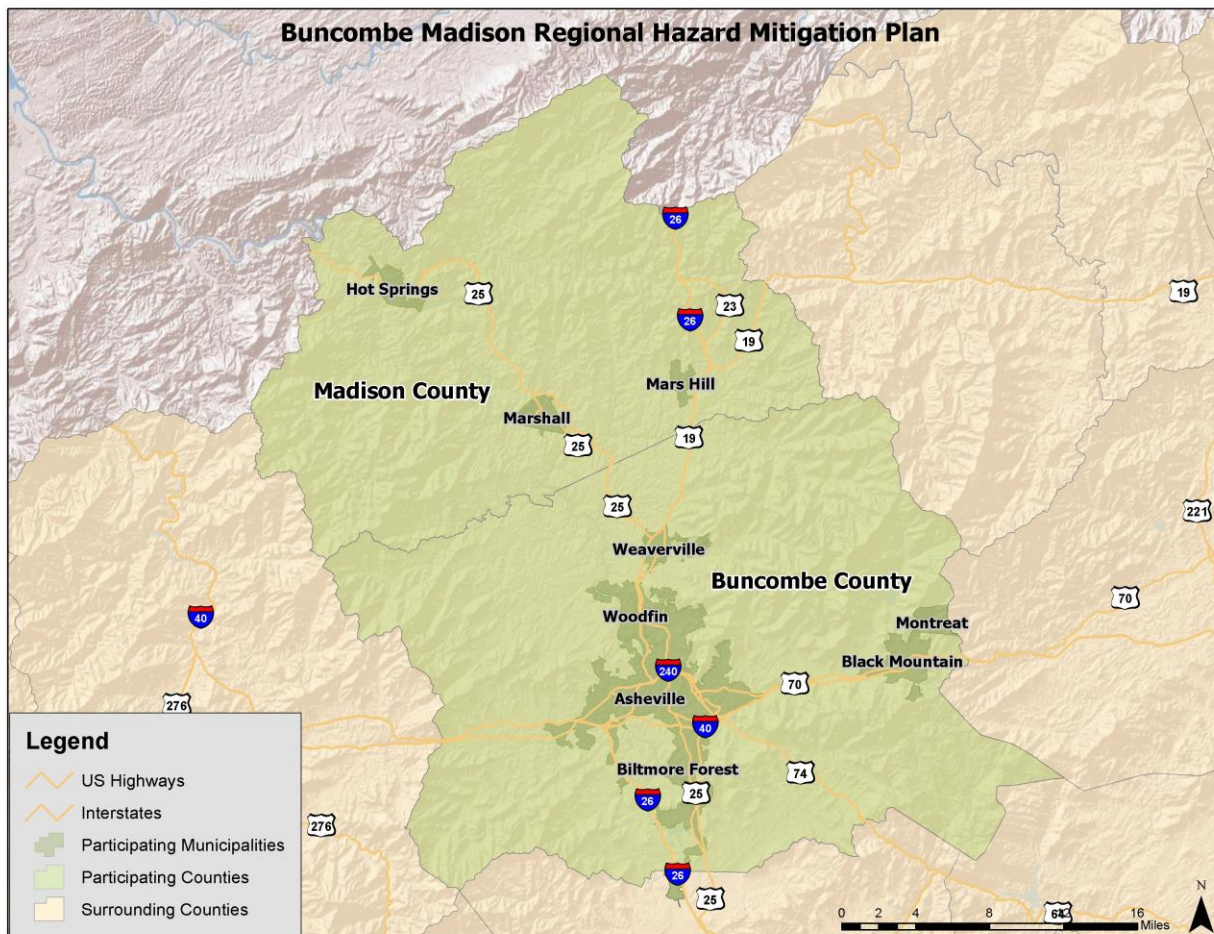 Buncombe Madison Regional Hazard Mitigation Plan
26
Hot Springs
25
23
19
26
19
Madison County
Mars Hill
Marshall
25
19
25
221
Weaverville
Buncombe County
70
40
Woodfin
Montreat
Black Mountain
240
70
276
Asheville
40
Biltmore Forest
74
25
26
276
26
25
Legend
US Highways
Interstates
Participating Municipalities
Participating Counties
Surrounding Counties
N
64
0 2 4 8 12 16
Miles